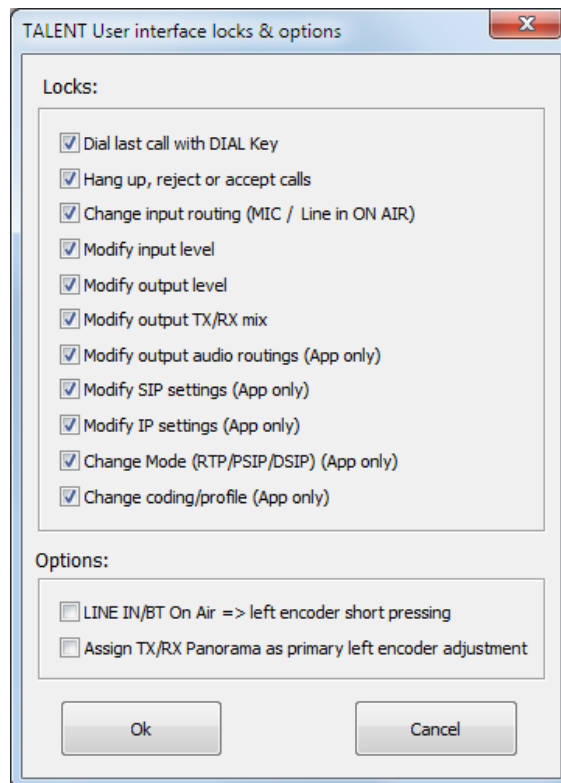 TALENT User interface locks & options
Locks:
Dial last call with DIAL Key
Hang up, reject or accept calls
Change input routing (MIC / Line in ON AIR)
Modify input level
Modify output level
Modify output TX/RX mix
Modify output audio routings (App only)
Modify SIP settings (App only)
Modify IP settings (App only)
Change Mode (RTP/PSIP/DSIP) (App only)
Change coding/profile (App only)
Options:
LINE IN/BT On Air => left encoder short pressing
Assign TX/RX Panorama as primary left encoder adjustment
Ok
Cancel